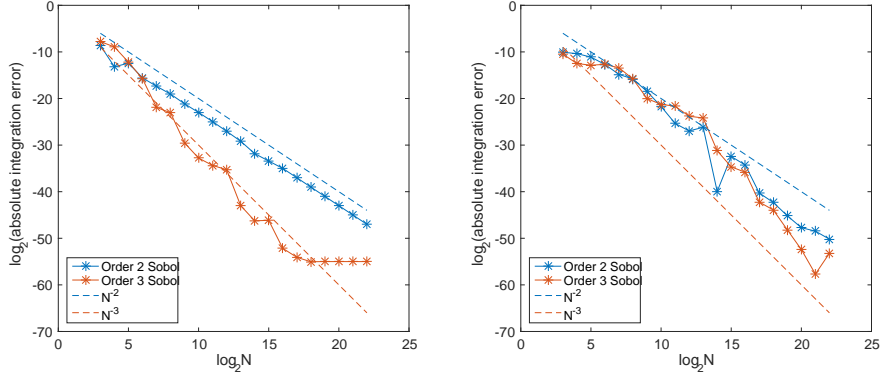 0
-10
-20
-30
-40
-50
-60
-70
0
5
10
15
20
25
log₂N
log₂(absolute integration error)
Order 2 Sobol
Order 3 Sobol
N⁻²
N⁻³
0
-10
-20
-30
-40
-50
-60
-70
0
5
10
15
20
25
log₂N
log₂(absolute integration error)
Order 2 Sobol
Order 3 Sobol
N⁻²
N⁻³